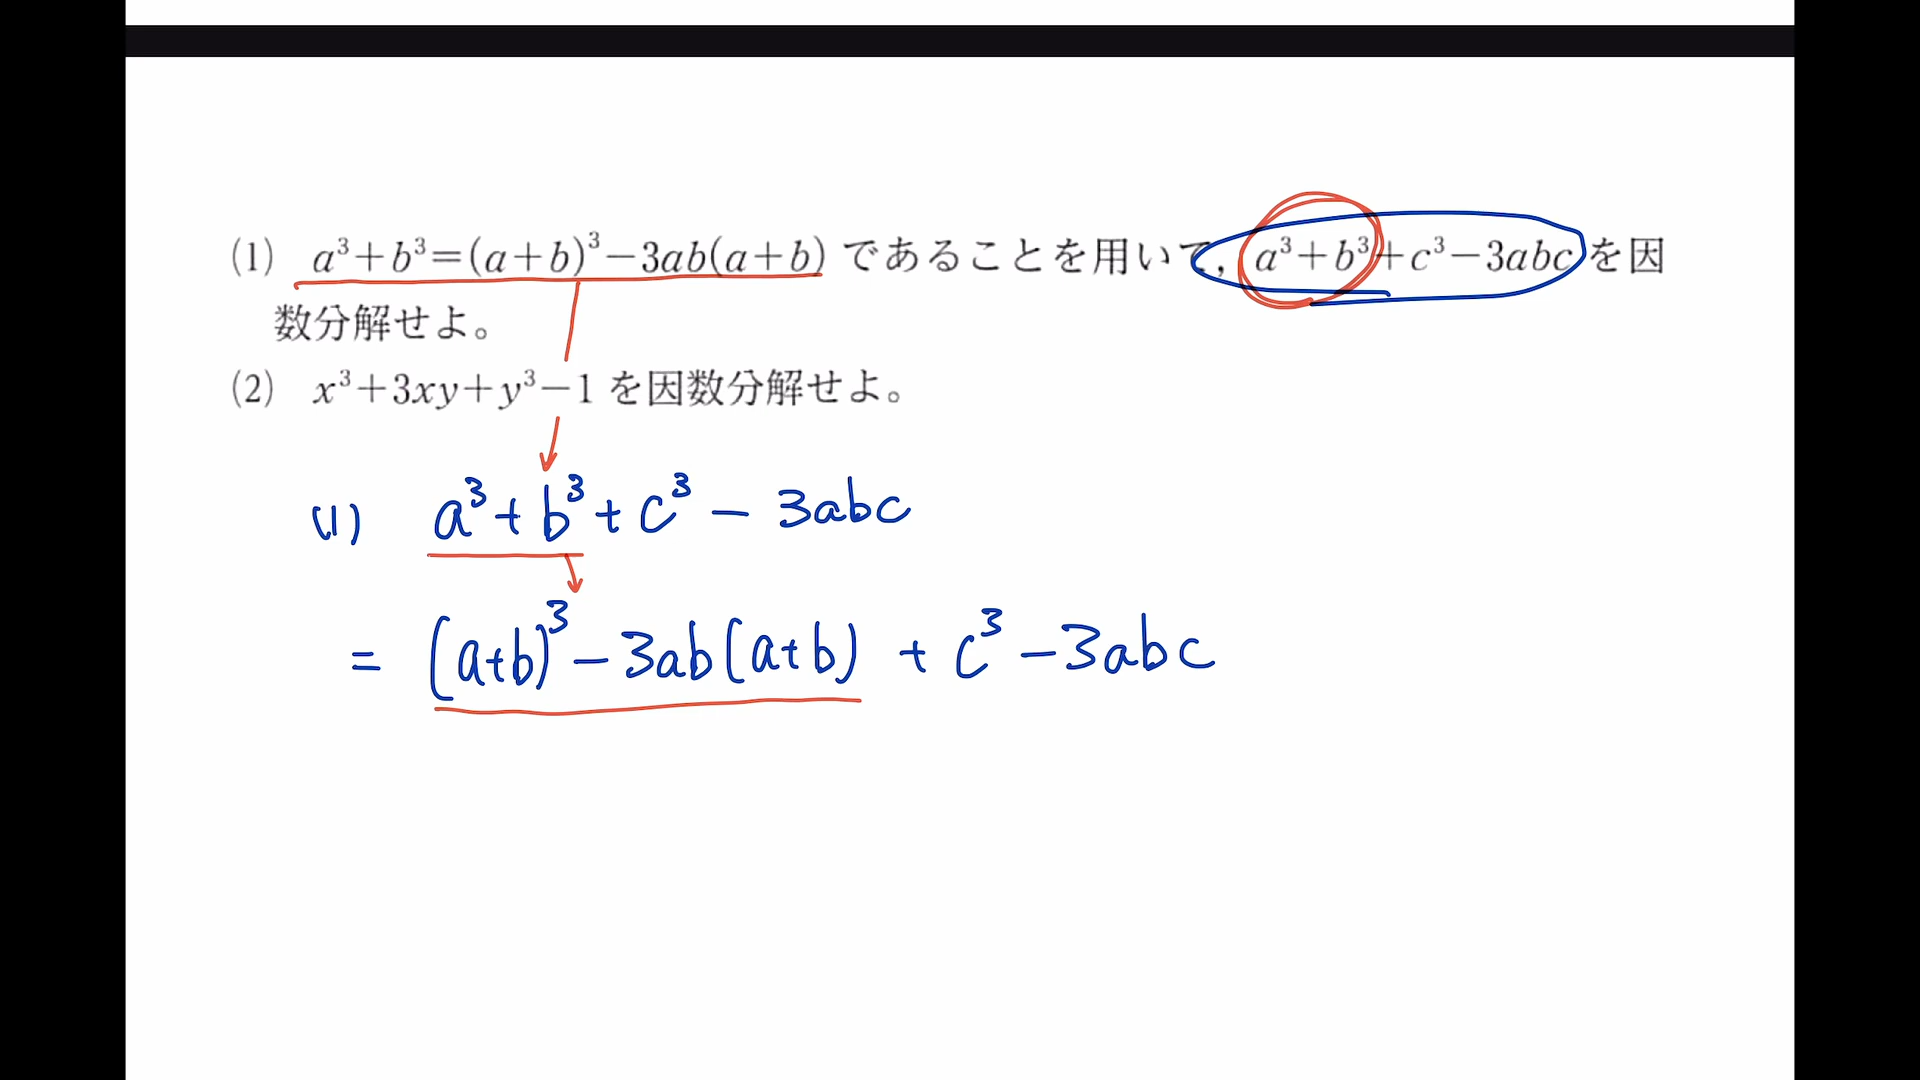 (1) a³+b³=(a+b)³−3ab(a+b) であることを用いて, a³+b³+c³−3abc を因
数分解せよ。
(2) x³+3xy+y³−1 を因数分解せよ。
(1) a³+b³+c³−3abc
= (a+b)³−3ab(a+b)+c³−3abc